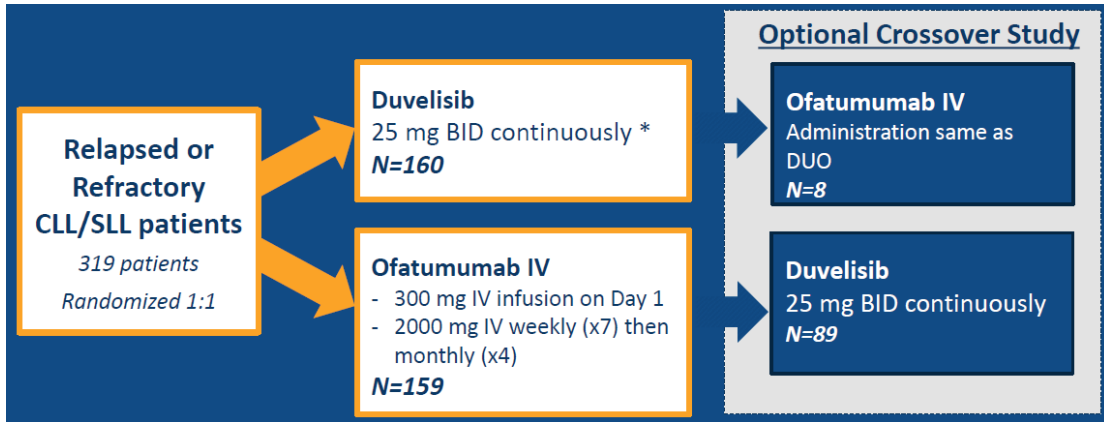 Relapsed or
Refractory
CLL/SLL patients
319 patients
Randomized 1:1
Duvelisib
25 mg BID continuously *
N=160
Ofatumumab IV
- 300 mg IV infusion on Day 1
- 2000 mg IV weekly (x7) then
monthly (x4)
N=159
Optional Crossover Study
Ofatumumab IV
Administration same as
DUO
N=8
Duvelisib
25 mg BID continuously
N=89